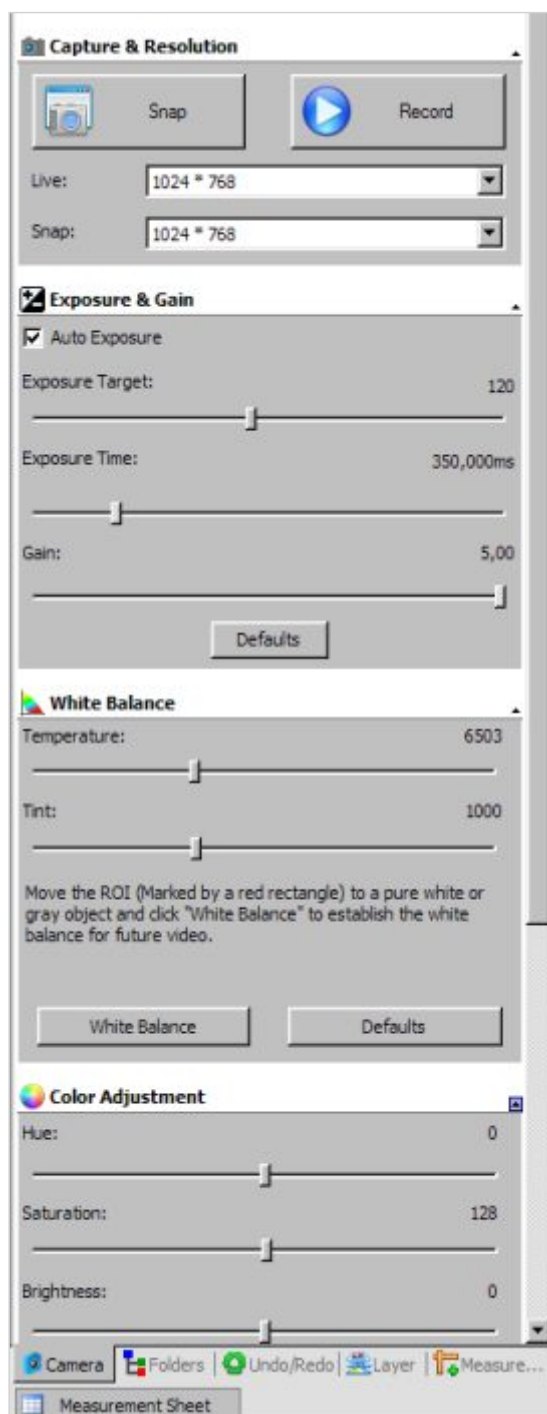 Capture & Resolution
Snap
Record
Live:
1024 * 768
Snap:
1024 * 768
Exposure & Gain
Auto Exposure
Exposure Target:
120
Exposure Time:
350,000ms
Gain:
5,00
Defaults
White Balance
Temperature:
6503
Tint:
1000
Move the ROI (Marked by a red rectangle) to a pure white or
gray object and click "White Balance" to establish the white
balance for future video.
White Balance
Defaults
Color Adjustment
Hue:
0
Saturation:
128
Brightness:
0
Camera
Folders
Undo/Redo
Layer
Measure...
Measurement Sheet